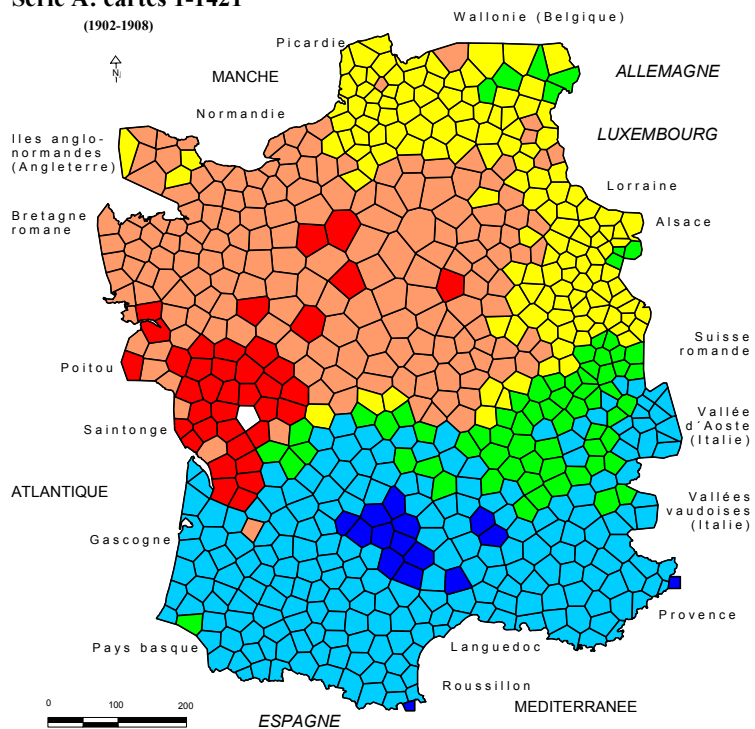 Série A: cartes 1-1421
(1902-1908)
Wallonie (Belgique)
Picardie
N
MANCHE
ALLEMAGNE
Normandie
LUXEMBOURG
Iles anglo-
normandes
(Angleterre)
Lorraine
Bretagne
romane
Alsace
Suisse
romande
Poitou
Vallée
d´Aoste
(Italie)
Saintonge
ATLANTIQUE
Vallées
vaudoises
(Italie)
Gascogne
Provence
Pays basque
Languedoc
Roussillon
0 100 200
ESPAGNE
MEDITERRANEE